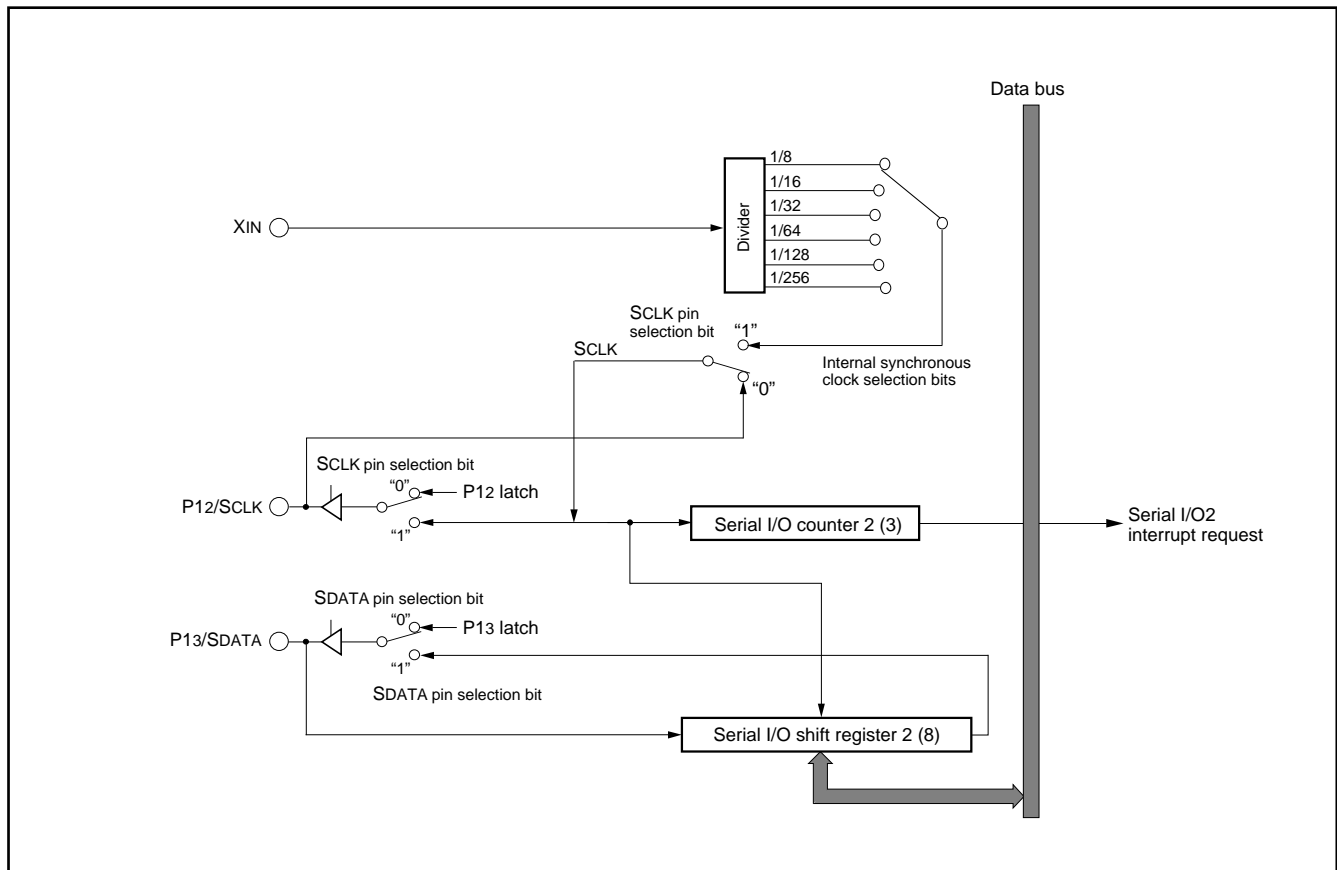 Data bus
1/8
1/16
1/32
1/64
1/128
1/256
Divider
XIN
SCLK pin
selection bit
“1”
SCLK
Internal synchronous
clock selection bits
“0”
SCLK pin selection bit
“0”
P12 latch
P12/SCLK
“1”
Serial I/O counter 2 (3)
Serial I/O2
interrupt request
SDATA pin selection bit
“0”
P13 latch
P13/SDATA
“1”
SDATA pin selection bit
Serial I/O shift register 2 (8)